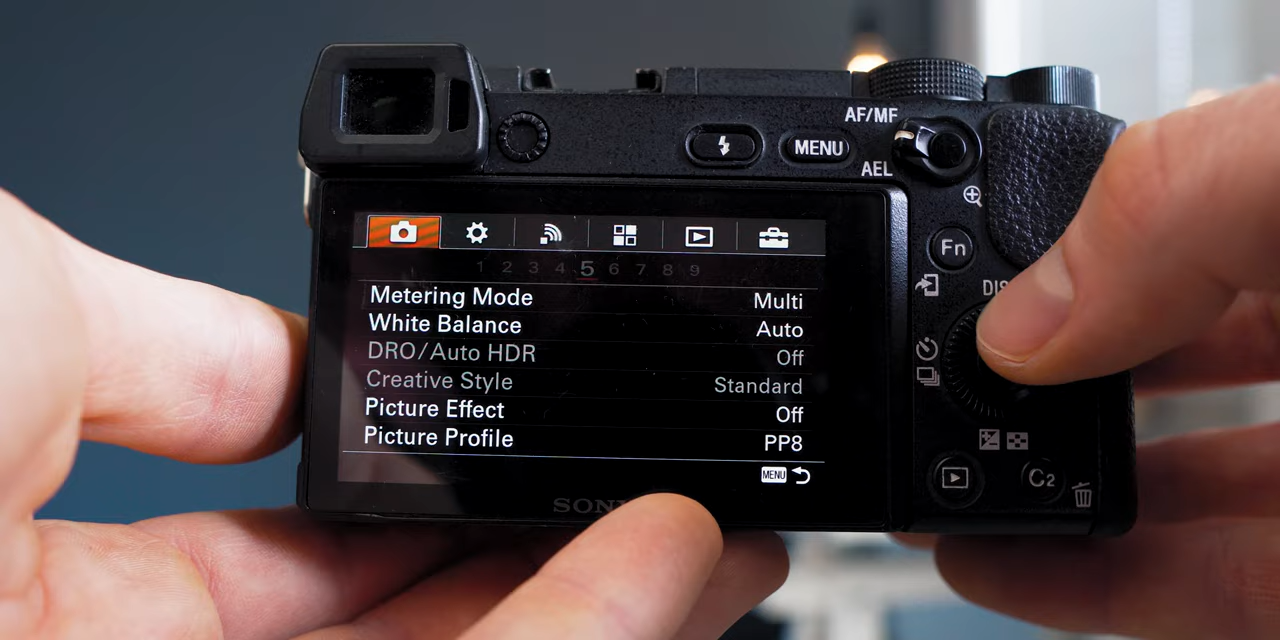 AF/MF
MENU
AEL
Fn
1 2 3 4 5 6 7 8 9
Metering Mode Multi
White Balance Auto
DRO/Auto HDR Off
Creative Style Standard
Picture Effect Off
Picture Profile PP8
MENU
C2